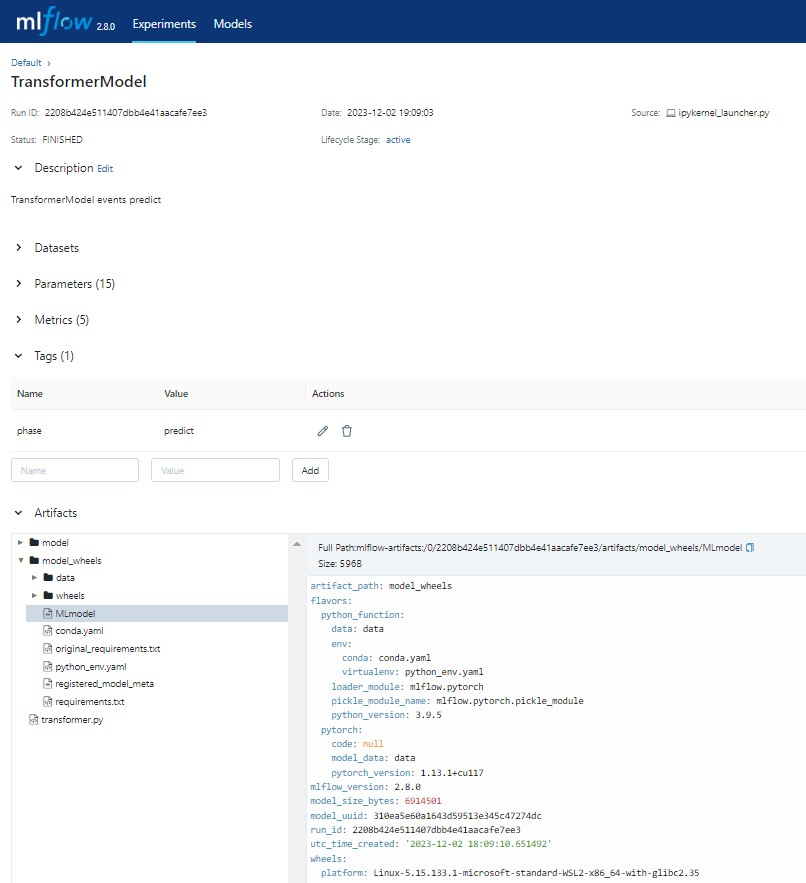 mlflow 2.8.0 Experiments Models
Default ›
TransformerModel
Run ID: 2208b424e511407dbb4e41aacafe7ee3 Date: 2023-12-02 19:09:03 Source: ipykernel_launcher.py
Status: FINISHED Lifecycle Stage: active
Description Edit
TransformerModel events predict
Datasets
Parameters (15)
Metrics (5)
Tags (1)
Name Value Actions
phase predict
Name Value Add
Artifacts
model
model_wheels
data
wheels
MLmodel
conda.yaml
original_requirements.txt
python_env.yaml
registered_model_meta
requirements.txt
transformer.py
Full Path:mlflow-artifacts:/0/2208b424e511407dbb4e41aacafe7ee3/artifacts/model_wheels/MLmodel
Size: 596B
artifact_path: model_wheels
flavors:
python_function:
data: data
env:
conda: conda.yaml
virtualenv: python_env.yaml
loader_module: mlflow.pytorch
pickle_module_name: mlflow.pytorch.pickle_module
python_version: 3.9.5
pytorch:
code: null
model_data: data
pytorch_version: 1.13.1+cu117
mlflow_version: 2.8.0
model_size_bytes: 6914501
model_uuid: 310ea5e60a1643d59513e345c47274dc
run_id: 2208b424e511407dbb4e41aacafe7ee3
utc_time_created: '2023-12-02 18:09:10.651492'
wheels:
platform: Linux-5.15.133.1-microsoft-standard-WSL2-x86_64-with-glibc2.35